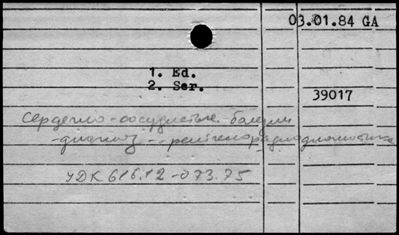 03.01.84 GA
1. Ed.
2. Ser.
39017
Сердечно-сосудистые болезни
-диагноз -- рентгенорадиодиагностика
УДК 616.12-073.75